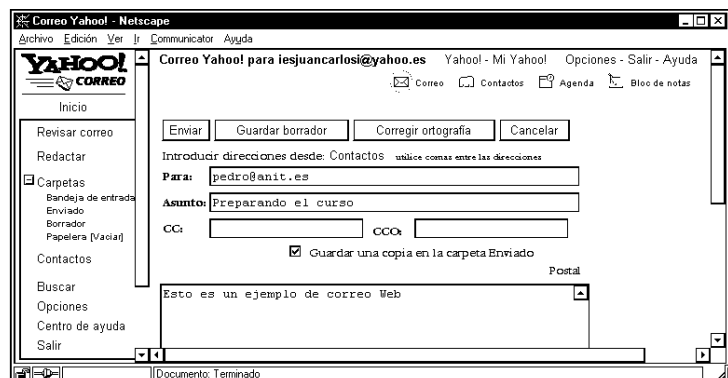 Correo Yahoo! - Netscape
Archivo Edición Ver Ir Communicator Ayuda
YAHOO!
CORREO
Inicio
Revisar correo
Redactar
Carpetas
Bandeja de entrada
Enviado
Borrador
Papelera [Vaciar]
Contactos
Buscar
Opciones
Centro de ayuda
Salir
Correo Yahoo! para iesjuancarlosi@yahoo.es Yahoo! - Mi Yahoo! Opciones - Salir - Ayuda
Correo Contactos Agenda Bloc de notas
Enviar Guardar borrador Corregir ortografía Cancelar
Introducir direcciones desde: Contactos utilice comas entre las direcciones
Para: pedro@anit.es
Asunto: Preparando el curso
CC: CCO:
Guardar una copia en la carpeta Enviado
Postal
Esto es un ejemplo de correo Web
Documento: Terminado